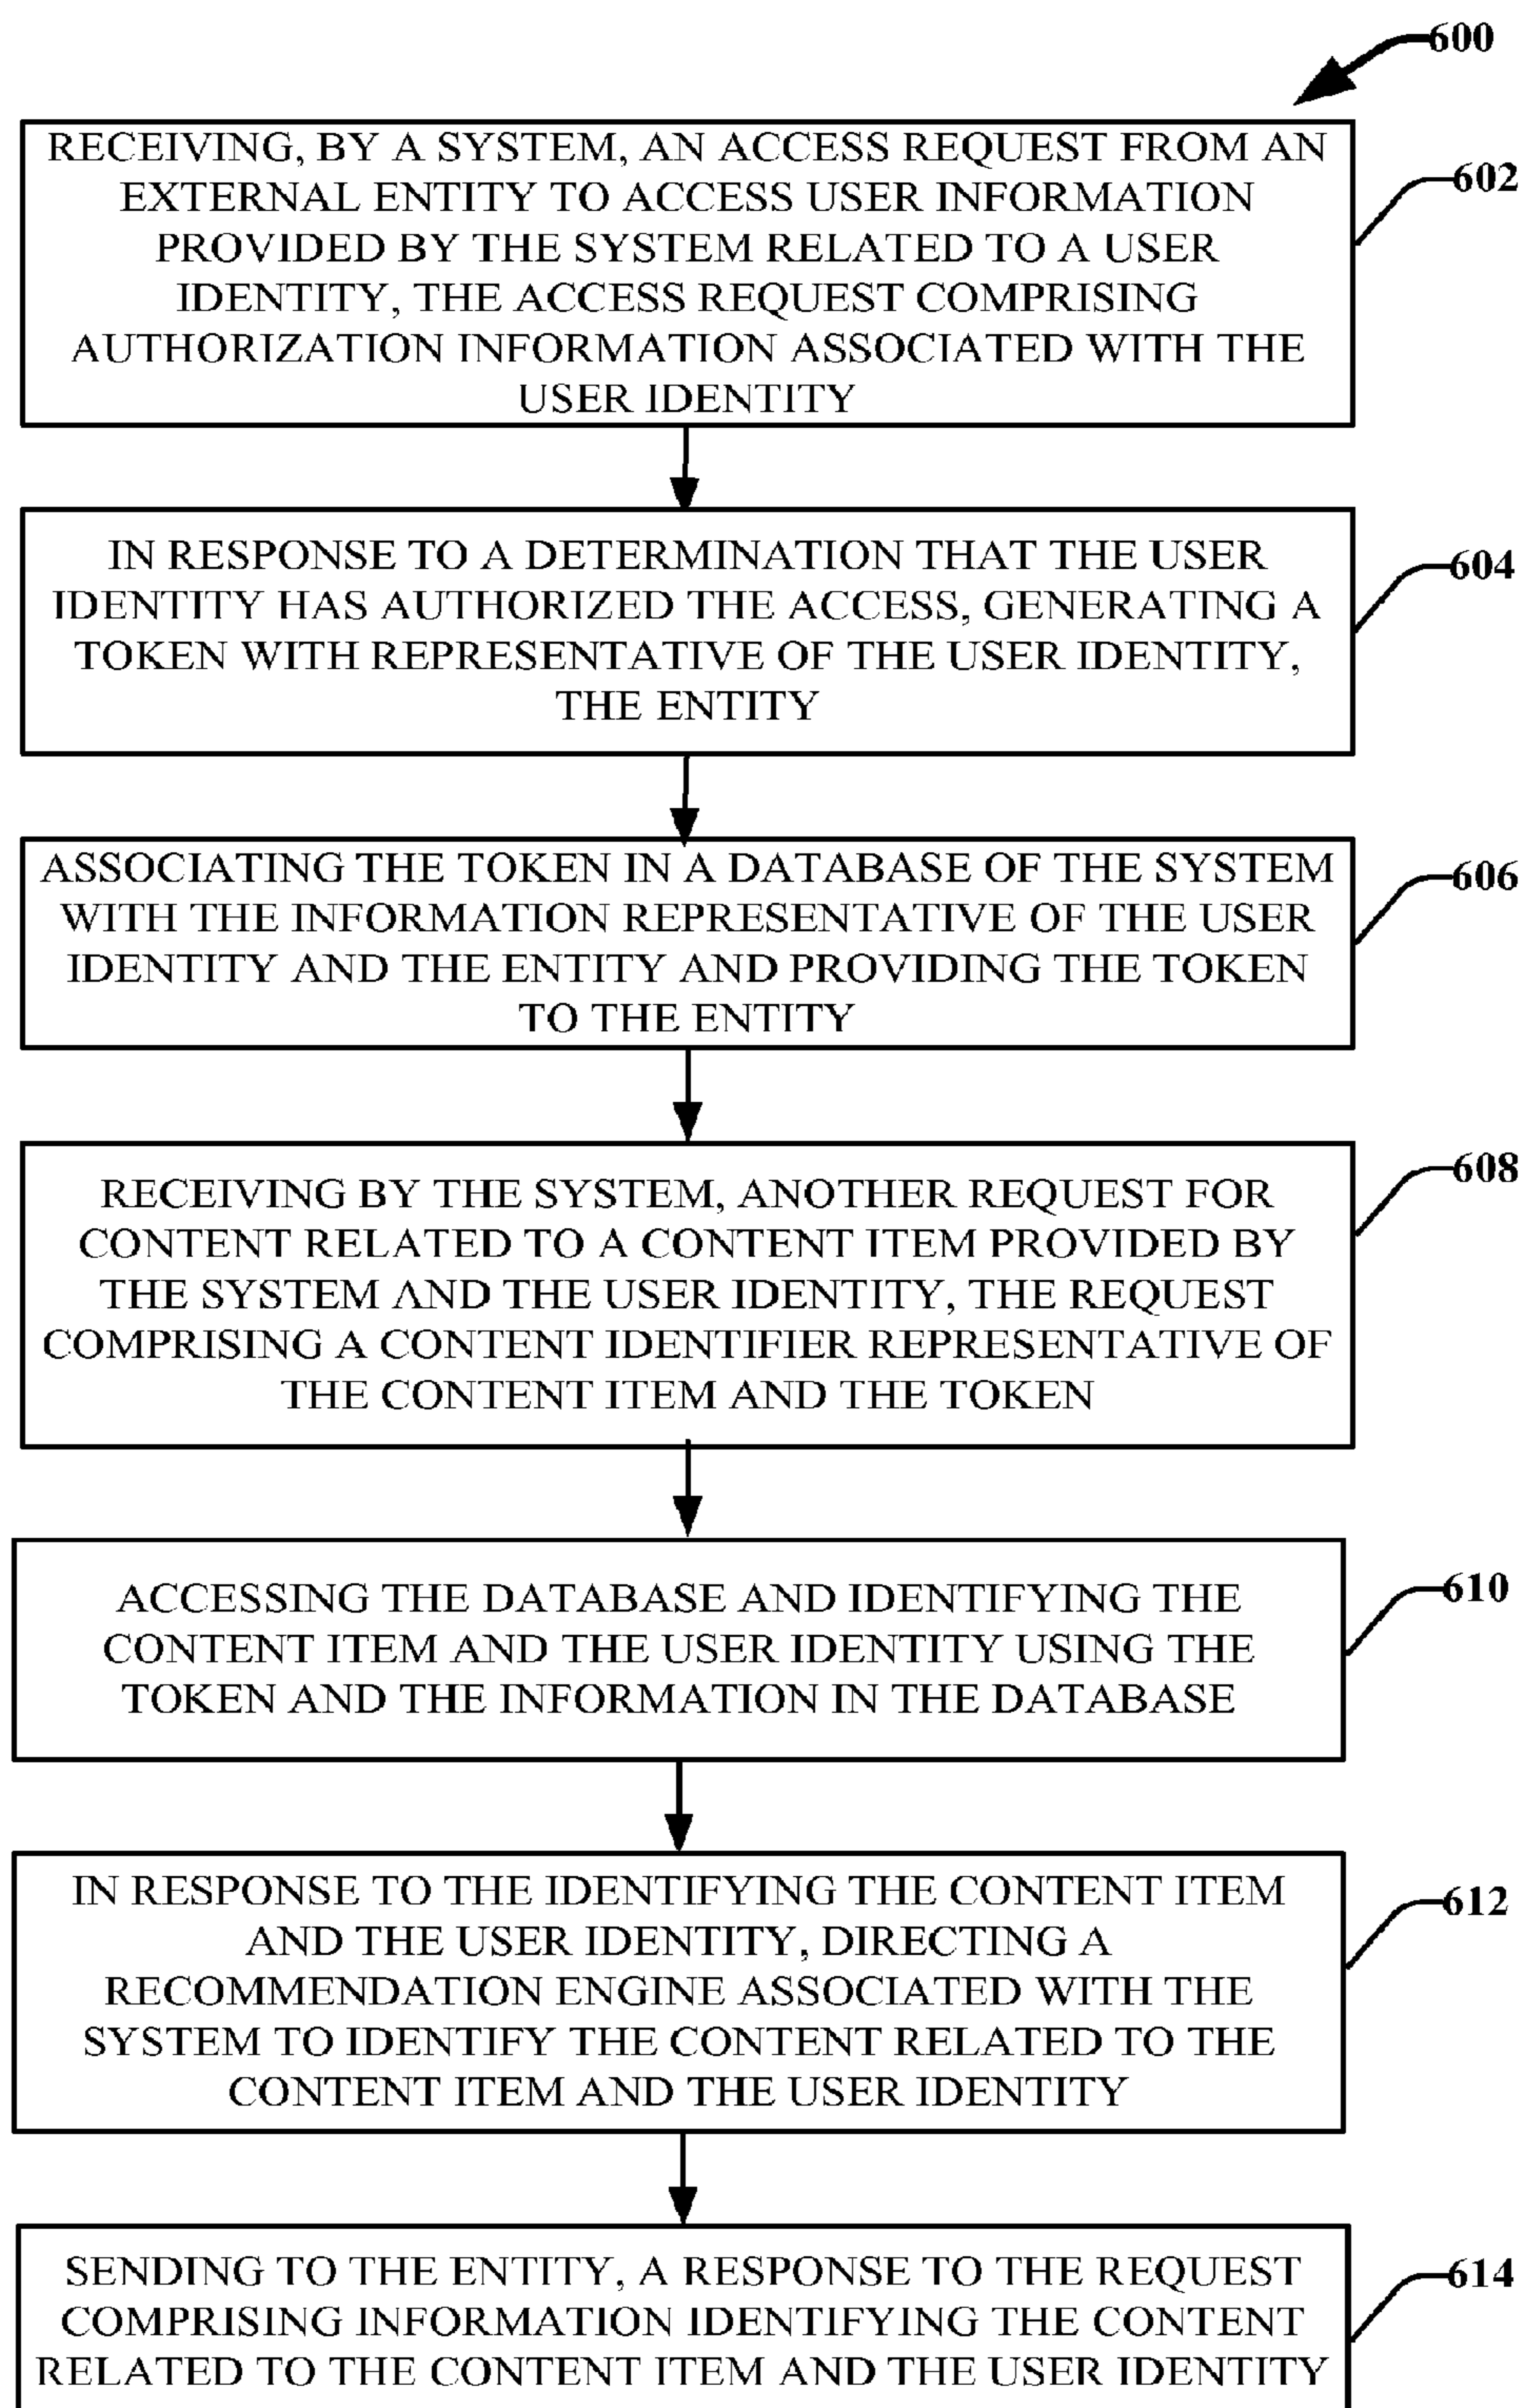 600
RECEIVING, BY A SYSTEM, AN ACCESS REQUEST FROM AN
EXTERNAL ENTITY TO ACCESS USER INFORMATION
PROVIDED BY THE SYSTEM RELATED TO A USER
IDENTITY, THE ACCESS REQUEST COMPRISING
AUTHORIZATION INFORMATION ASSOCIATED WITH THE
USER IDENTITY
602
IN RESPONSE TO A DETERMINATION THAT THE USER
IDENTITY HAS AUTHORIZED THE ACCESS, GENERATING A
TOKEN WITH REPRESENTATIVE OF THE USER IDENTITY,
THE ENTITY
604
ASSOCIATING THE TOKEN IN A DATABASE OF THE SYSTEM
WITH THE INFORMATION REPRESENTATIVE OF THE USER
IDENTITY AND THE ENTITY AND PROVIDING THE TOKEN
TO THE ENTITY
606
RECEIVING BY THE SYSTEM, ANOTHER REQUEST FOR
CONTENT RELATED TO A CONTENT ITEM PROVIDED BY
THE SYSTEM AND THE USER IDENTITY, THE REQUEST
COMPRISING A CONTENT IDENTIFIER REPRESENTATIVE OF
THE CONTENT ITEM AND THE TOKEN
608
ACCESSING THE DATABASE AND IDENTIFYING THE
CONTENT ITEM AND THE USER IDENTITY USING THE
TOKEN AND THE INFORMATION IN THE DATABASE
610
IN RESPONSE TO THE IDENTIFYING THE CONTENT ITEM
AND THE USER IDENTITY, DIRECTING A
RECOMMENDATION ENGINE ASSOCIATED WITH THE
SYSTEM TO IDENTIFY THE CONTENT RELATED TO THE
CONTENT ITEM AND THE USER IDENTITY
612
SENDING TO THE ENTITY, A RESPONSE TO THE REQUEST
COMPRISING INFORMATION IDENTIFYING THE CONTENT
RELATED TO THE CONTENT ITEM AND THE USER IDENTITY
614